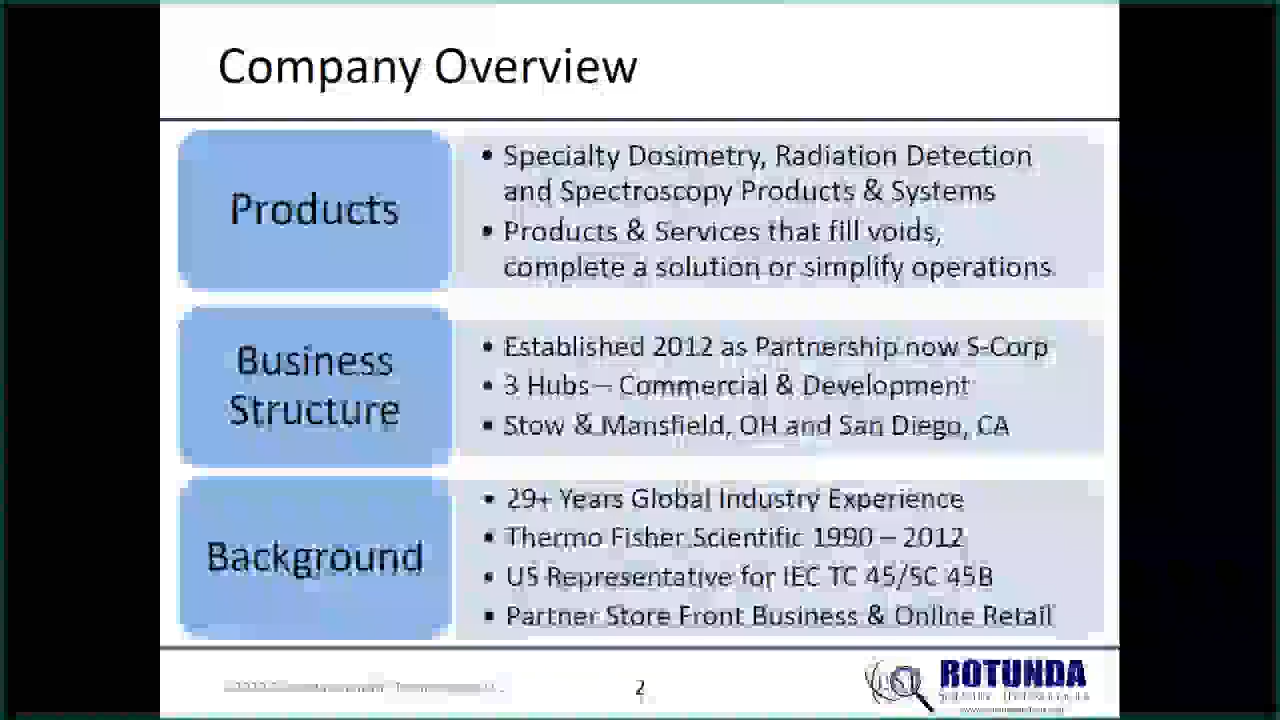 Company Overview
Products
• Specialty Dosimetry, Radiation Detection
and Spectroscopy Products & Systems
• Products & Services that fill voids,
complete a solution or simplify operations
Business
Structure
• Established 2012 as Partnership now S-Corp
• 3 Hubs – Commercial & Development
• Stow & Mansfield, OH and San Diego, CA
Background
• 29+ Years Global Industry Experience
• Thermo Fisher Scientific 1990 – 2012
• US Representative for IEC TC 45/SC 45B
• Partner Store Front Business & Online Retail
2
ROTUNDA